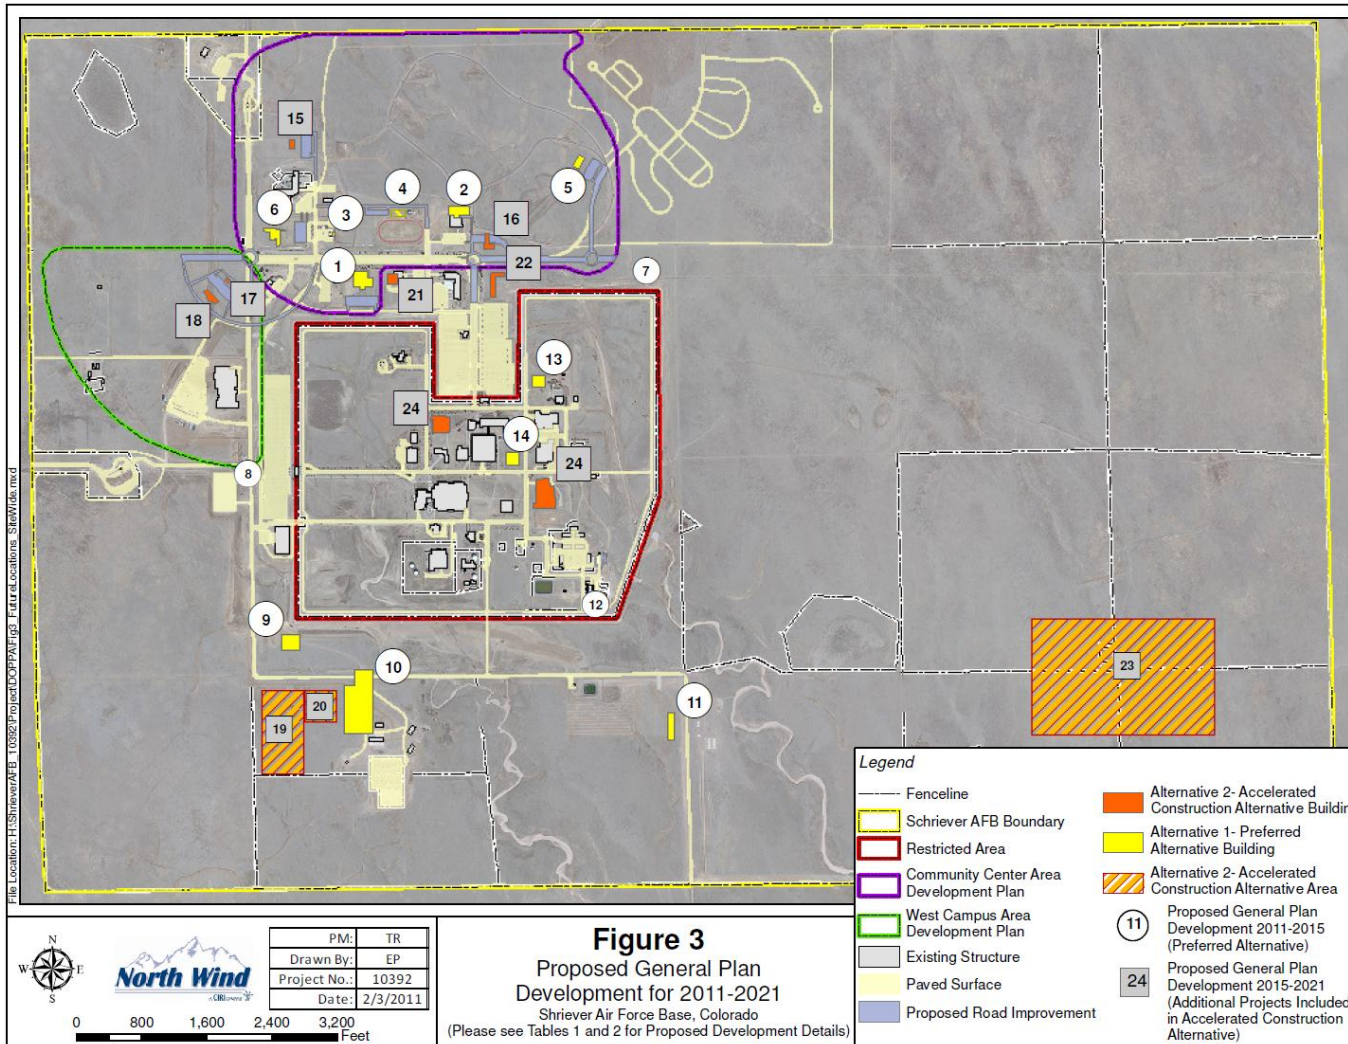 15
4
2
5
6
3
16
1
22
7
17
21
18
13
24
14
24
8
12
9
10
23
11
20
19
File Location: H:\ShrieverAFB_10392\Project\DOPPA\Fig3_FutureLocations_SiteWide.mxd
Legend
Fenceline
Schriever AFB Boundary
Restricted Area
Community Center Area
Development Plan
West Campus Area
Development Plan
Existing Structure
Paved Surface
Proposed Road Improvement
Alternative 2- Accelerated
Construction Alternative Buildin
Alternative 1- Preferred
Alternative Building
Alternative 2- Accelerated
Construction Alternative Area
11
Proposed General Plan
Development 2011-2015
(Preferred Alternative)
24
Proposed General Plan
Development 2015-2021
(Additional Projects Included
in Accelerated Construction
Alternative)
N
W E
S
North Wind
PM: TR
Drawn By: EP
Project No.: 10392
Date: 2/3/2011
0 800 1,600 2,400 3,200
Feet
Figure 3
Proposed General Plan
Development for 2011-2021
Shriever Air Force Base, Colorado
(Please see Tables 1 and 2 for Proposed Development Details)